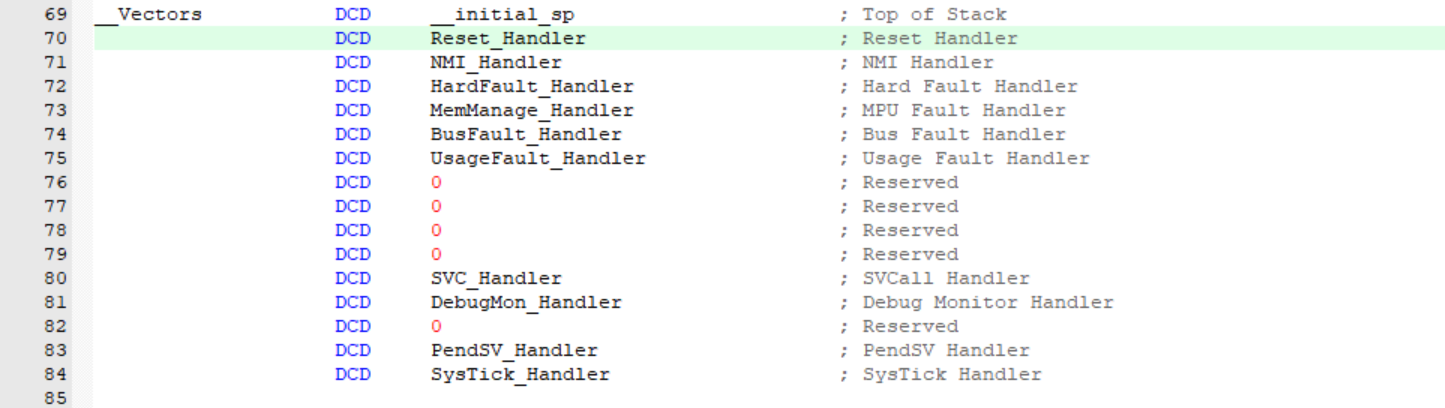 69 __Vectors DCD __initial_sp ; Top of Stack
70 DCD Reset_Handler ; Reset Handler
71 DCD NMI_Handler ; NMI Handler
72 DCD HardFault_Handler ; Hard Fault Handler
73 DCD MemManage_Handler ; MPU Fault Handler
74 DCD BusFault_Handler ; Bus Fault Handler
75 DCD UsageFault_Handler ; Usage Fault Handler
76 DCD 0 ; Reserved
77 DCD 0 ; Reserved
78 DCD 0 ; Reserved
79 DCD 0 ; Reserved
80 DCD SVC_Handler ; SVCall Handler
81 DCD DebugMon_Handler ; Debug Monitor Handler
82 DCD 0 ; Reserved
83 DCD PendSV_Handler ; PendSV Handler
84 DCD SysTick_Handler ; SysTick Handler
85